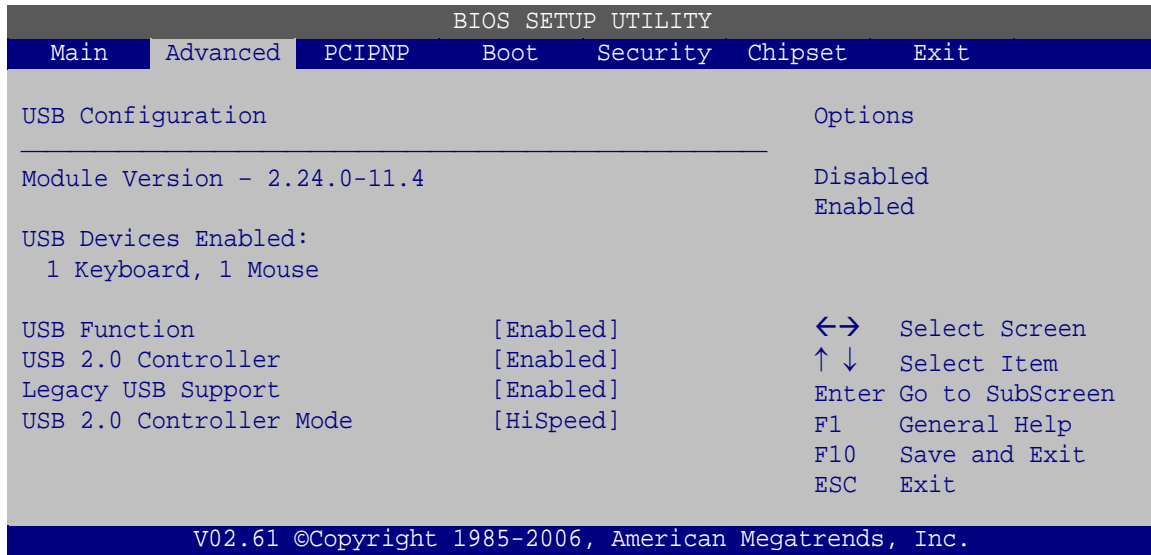 BIOS SETUP UTILITY
Main Advanced PCIPNP Boot Security Chipset Exit
USB Configuration
Module Version – 2.24.0-11.4
USB Devices Enabled:
1 Keyboard, 1 Mouse
USB Function [Enabled]
USB 2.0 Controller [Enabled]
Legacy USB Support [Enabled]
USB 2.0 Controller Mode [HiSpeed]
Options
Disabled
Enabled
←→ Select Screen
↑ ↓ Select Item
Enter Go to SubScreen
F1 General Help
F10 Save and Exit
ESC Exit
V02.61 ©Copyright 1985-2006, American Megatrends, Inc.